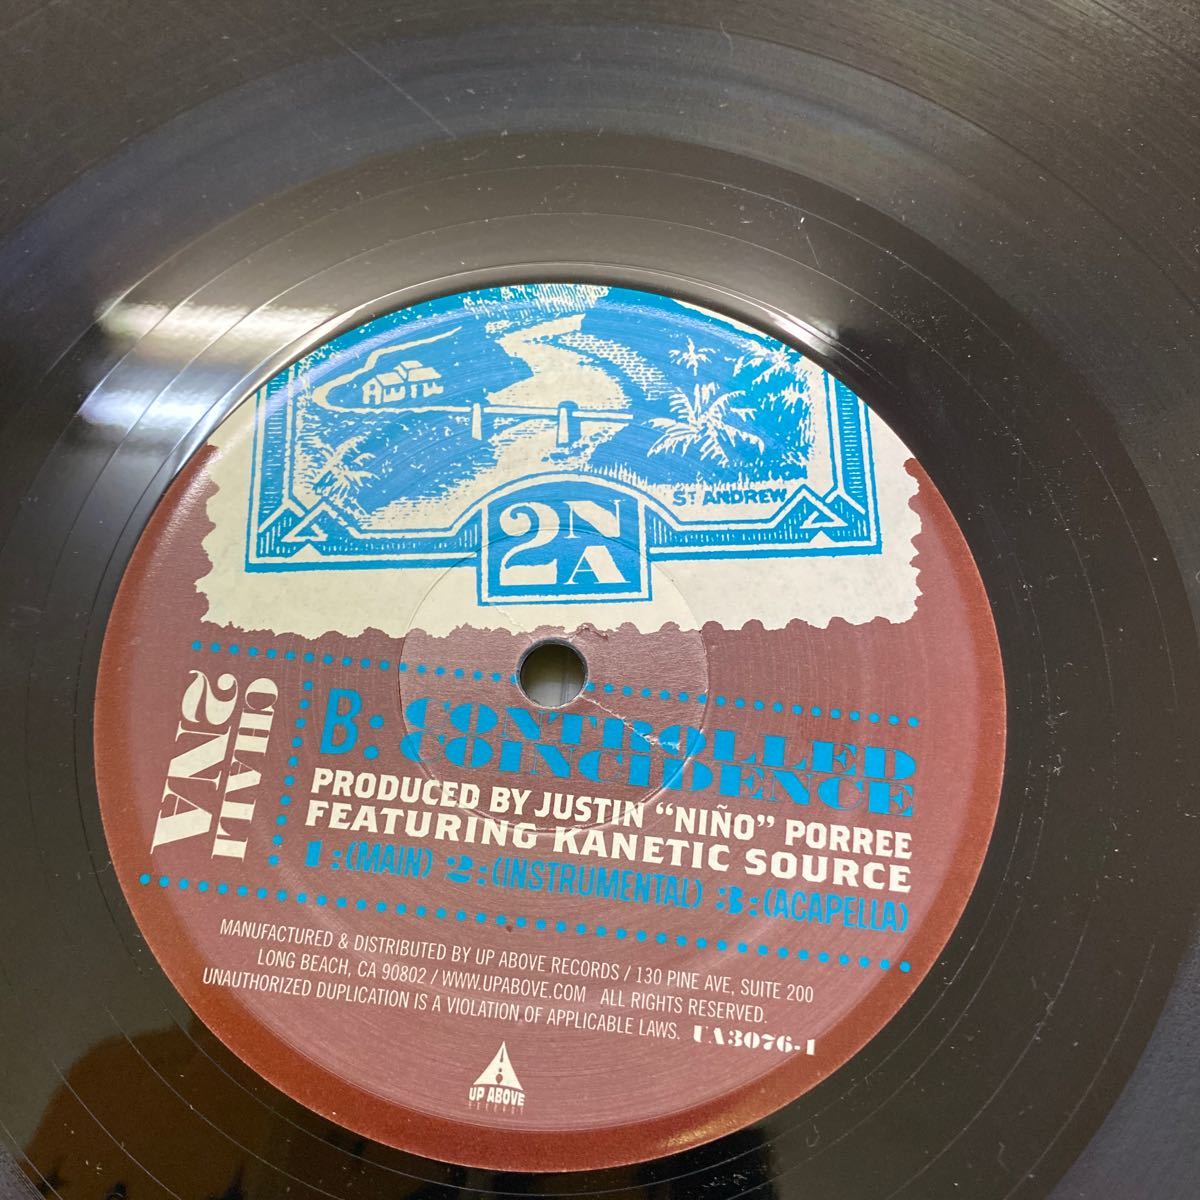 ST ANDREW
2NA
CHALI
2NA
B: CONTROLLED
COINCIDENCE
PRODUCED BY JUSTIN “NIÑO” PORREE
FEATURING KANETIC SOURCE
1:(MAIN) 2:(INSTRUMENTAL) 3:(ACAPELLA)
MANUFACTURED & DISTRIBUTED BY UP ABOVE RECORDS / 130 PINE AVE, SUITE 200
LONG BEACH, CA 90802 / WWW.UPABOVE.COM ALL RIGHTS RESERVED.
UNAUTHORIZED DUPLICATION IS A VIOLATION OF APPLICABLE LAWS. UA3076-1
UP ABOVE
RECORDS